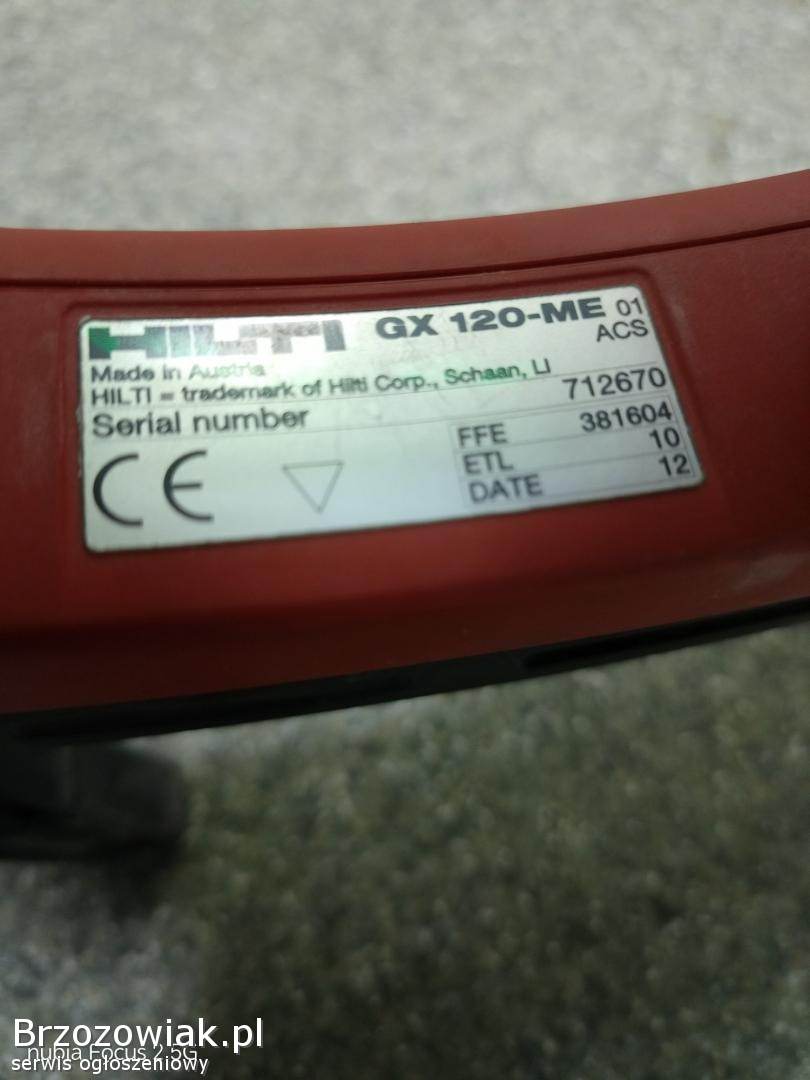 HILTI GX 120-ME 01
ACS
Made in Austria
HILTI = trademark of Hilti Corp., Schaan, LI
Serial number 712670
FFE 381604
ETL 10
DATE 12
CE
Brzozowiak.pl
nubia Focus 2 5G
serwis ogłoszeniowy